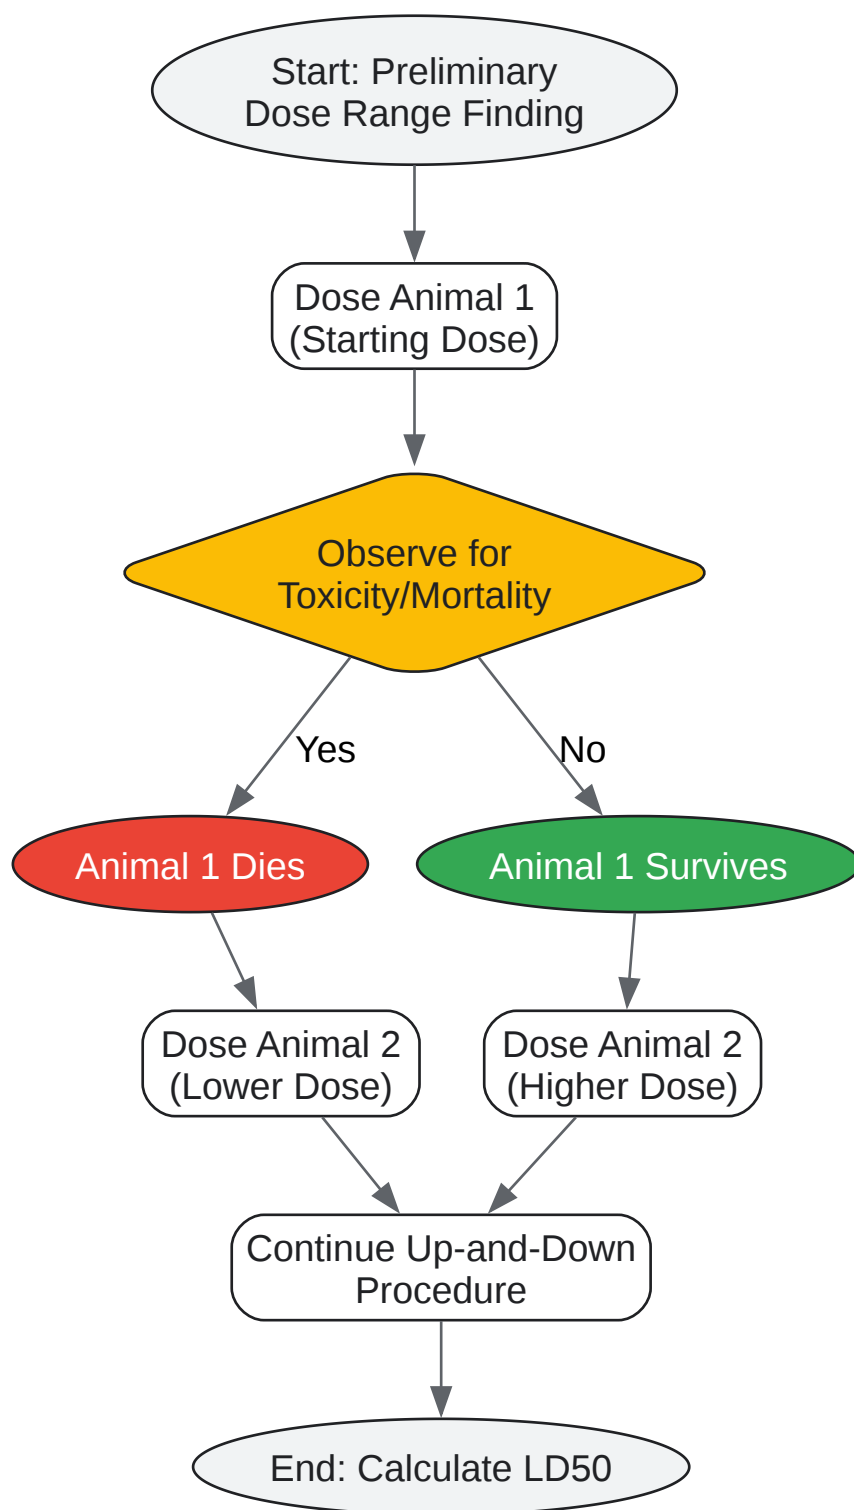 Start: Preliminary
Dose Range Finding
Dose Animal 1
(Starting Dose)
Observe for
Toxicity/Mortality
Yes
No
Animal 1 Dies
Animal 1 Survives
Dose Animal 2
(Lower Dose)
Dose Animal 2
(Higher Dose)
Continue Up-and-Down
Procedure
End: Calculate LD50